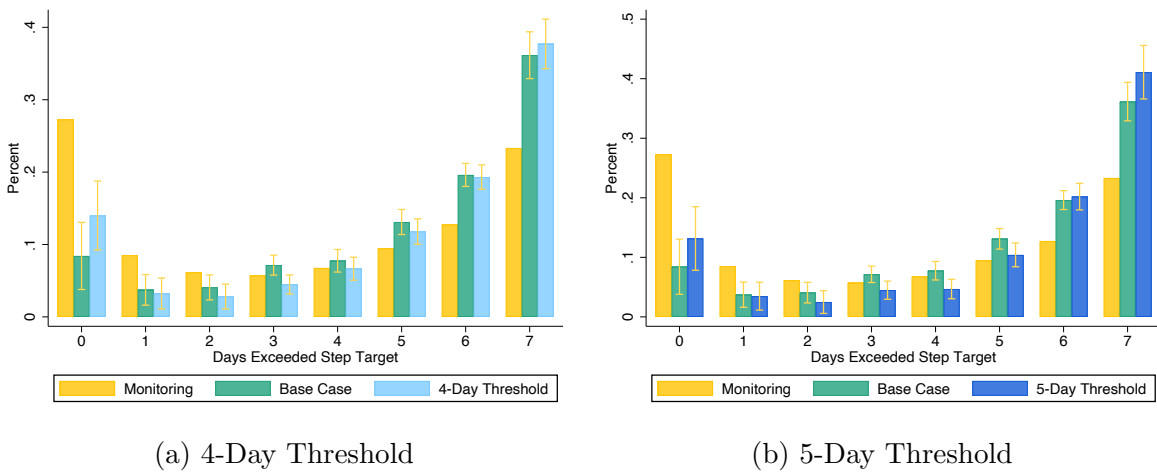 Percent
.4
.3
.2
.1
0
0 1 2 3 4 5 6 7
Days Exceeded Step Target
Monitoring Base Case 4-Day Threshold
(a) 4-Day Threshold
Percent
.5
.4
.3
.2
.1
0
0 1 2 3 4 5 6 7
Days Exceeded Step Target
Monitoring Base Case 5-Day Threshold
(b) 5-Day Threshold